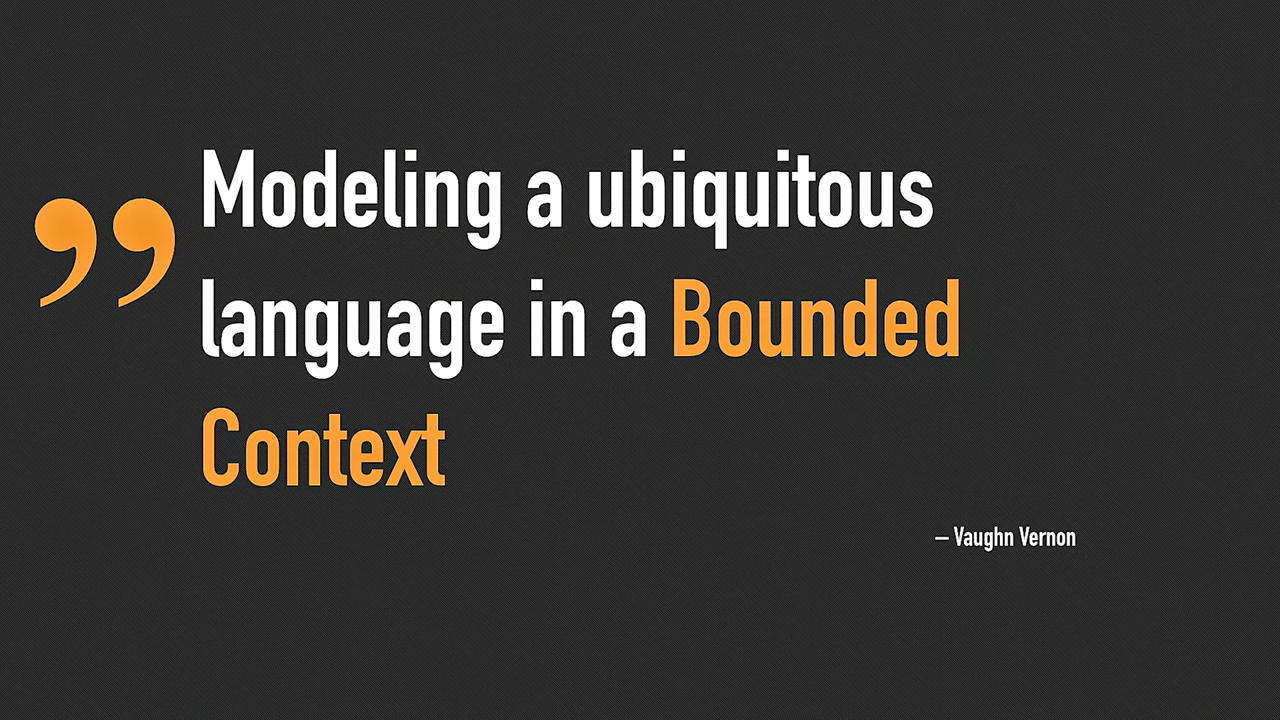 ”
Modeling a ubiquitous
language in a Bounded
Context
– Vaughn Vernon